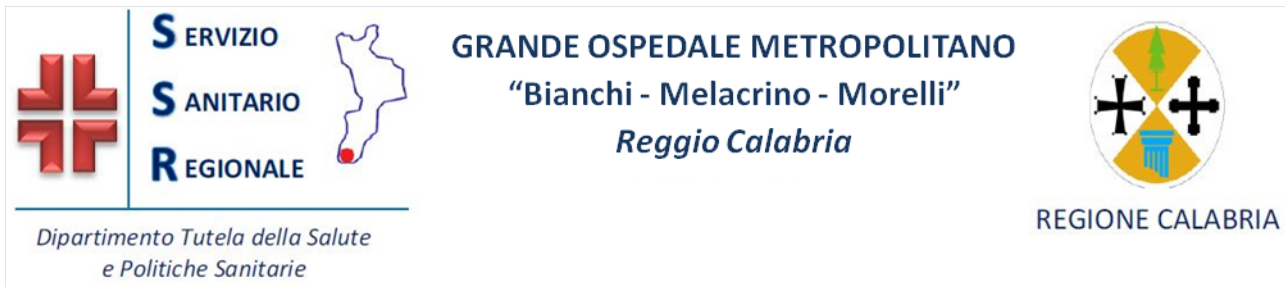 SERVIZIO
SANITARIO
REGIONALE
Dipartimento Tutela della Salute
e Politiche Sanitarie
GRANDE OSPEDALE METROPOLITANO
“Bianchi - Melacrino - Morelli”
Reggio Calabria
REGIONE CALABRIA